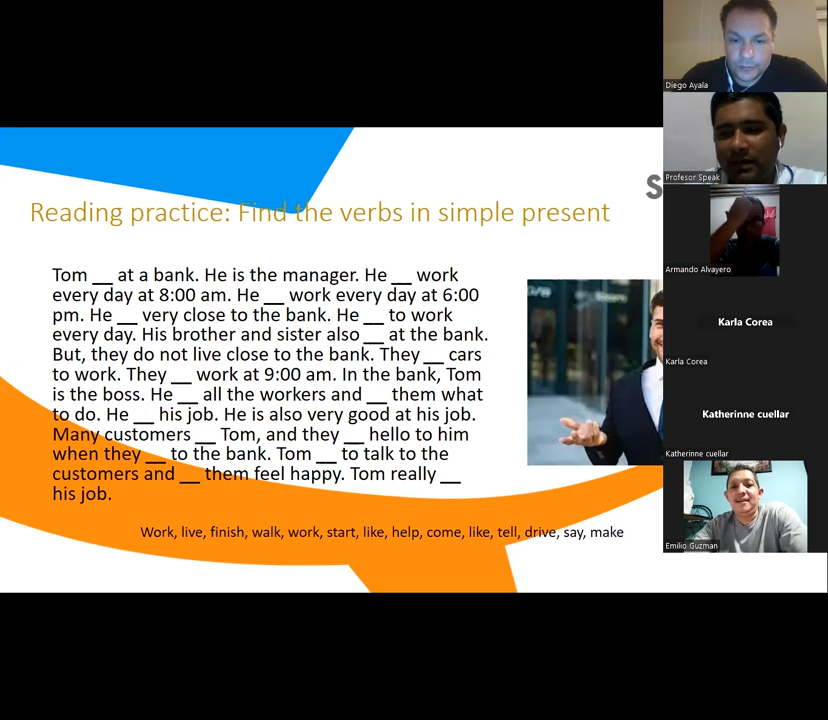 Reading practice: Find the verbs in simple present
S
Tom __ at a bank. He is the manager. He __ work
every day at 8:00 am. He __ work every day at 6:00
pm. He __ very close to the bank. He __ to work
every day. His brother and sister also __ at the bank.
But, they do not live close to the bank. They __ cars
to work. They __ work at 9:00 am. In the bank, Tom
is the boss. He __ all the workers and __ them what
to do. He __ his job. He is also very good at his job.
Many customers __ Tom, and they __ hello to him
when they __ to the bank. Tom __ to talk to the
customers and __ them feel happy. Tom really __
his job.
Work, live, finish, walk, work, start, like, help, come, like, tell, drive, say, make
Diego Ayala
Profesor Speak
Armando Alvayero
Karla Corea
Karla Corea
Katherinne cuellar
Katherinne cuellar
Emilio Guzman